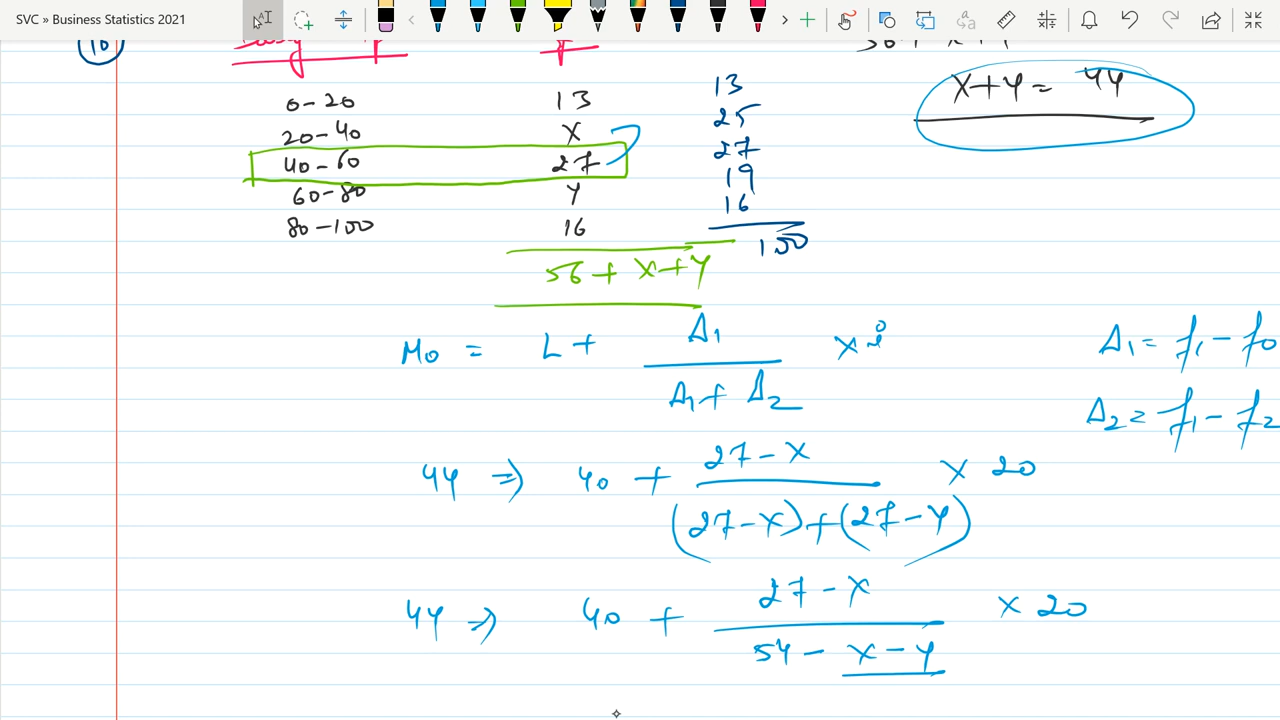 SVC » Business Statistics 2021
10
0-20 13 13
20-40 X 25
40-60 27 27
60-80 Y 19
80-100 16 16
100
56 + X+Y
X+Y = 44
Mo = L + Δ1 / Δ1 + Δ2 × i
Δ1 = f1 - f0
Δ2 = f1 - f2
44 ⇒ 40 + 27 - X / (27-X) + (27-Y) × 20
44 ⇒ 40 + 27 - X / 54 - X - Y × 20